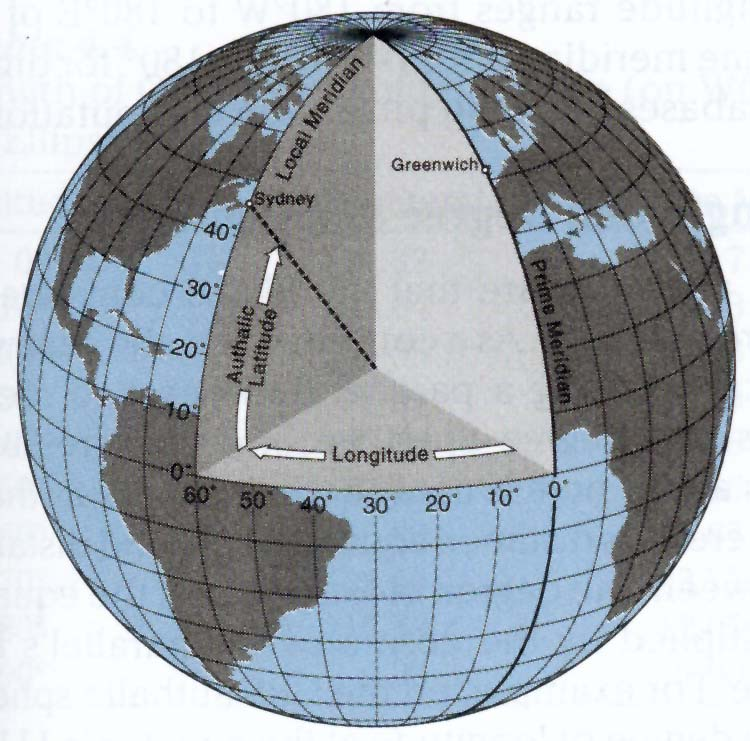 Local Meridian
Greenwich
Sydney
40°
30°
20°
10°
0°
Authalic
Latitude
Prime Meridian
Longitude
60° 50° 40° 30° 20° 10° 0°